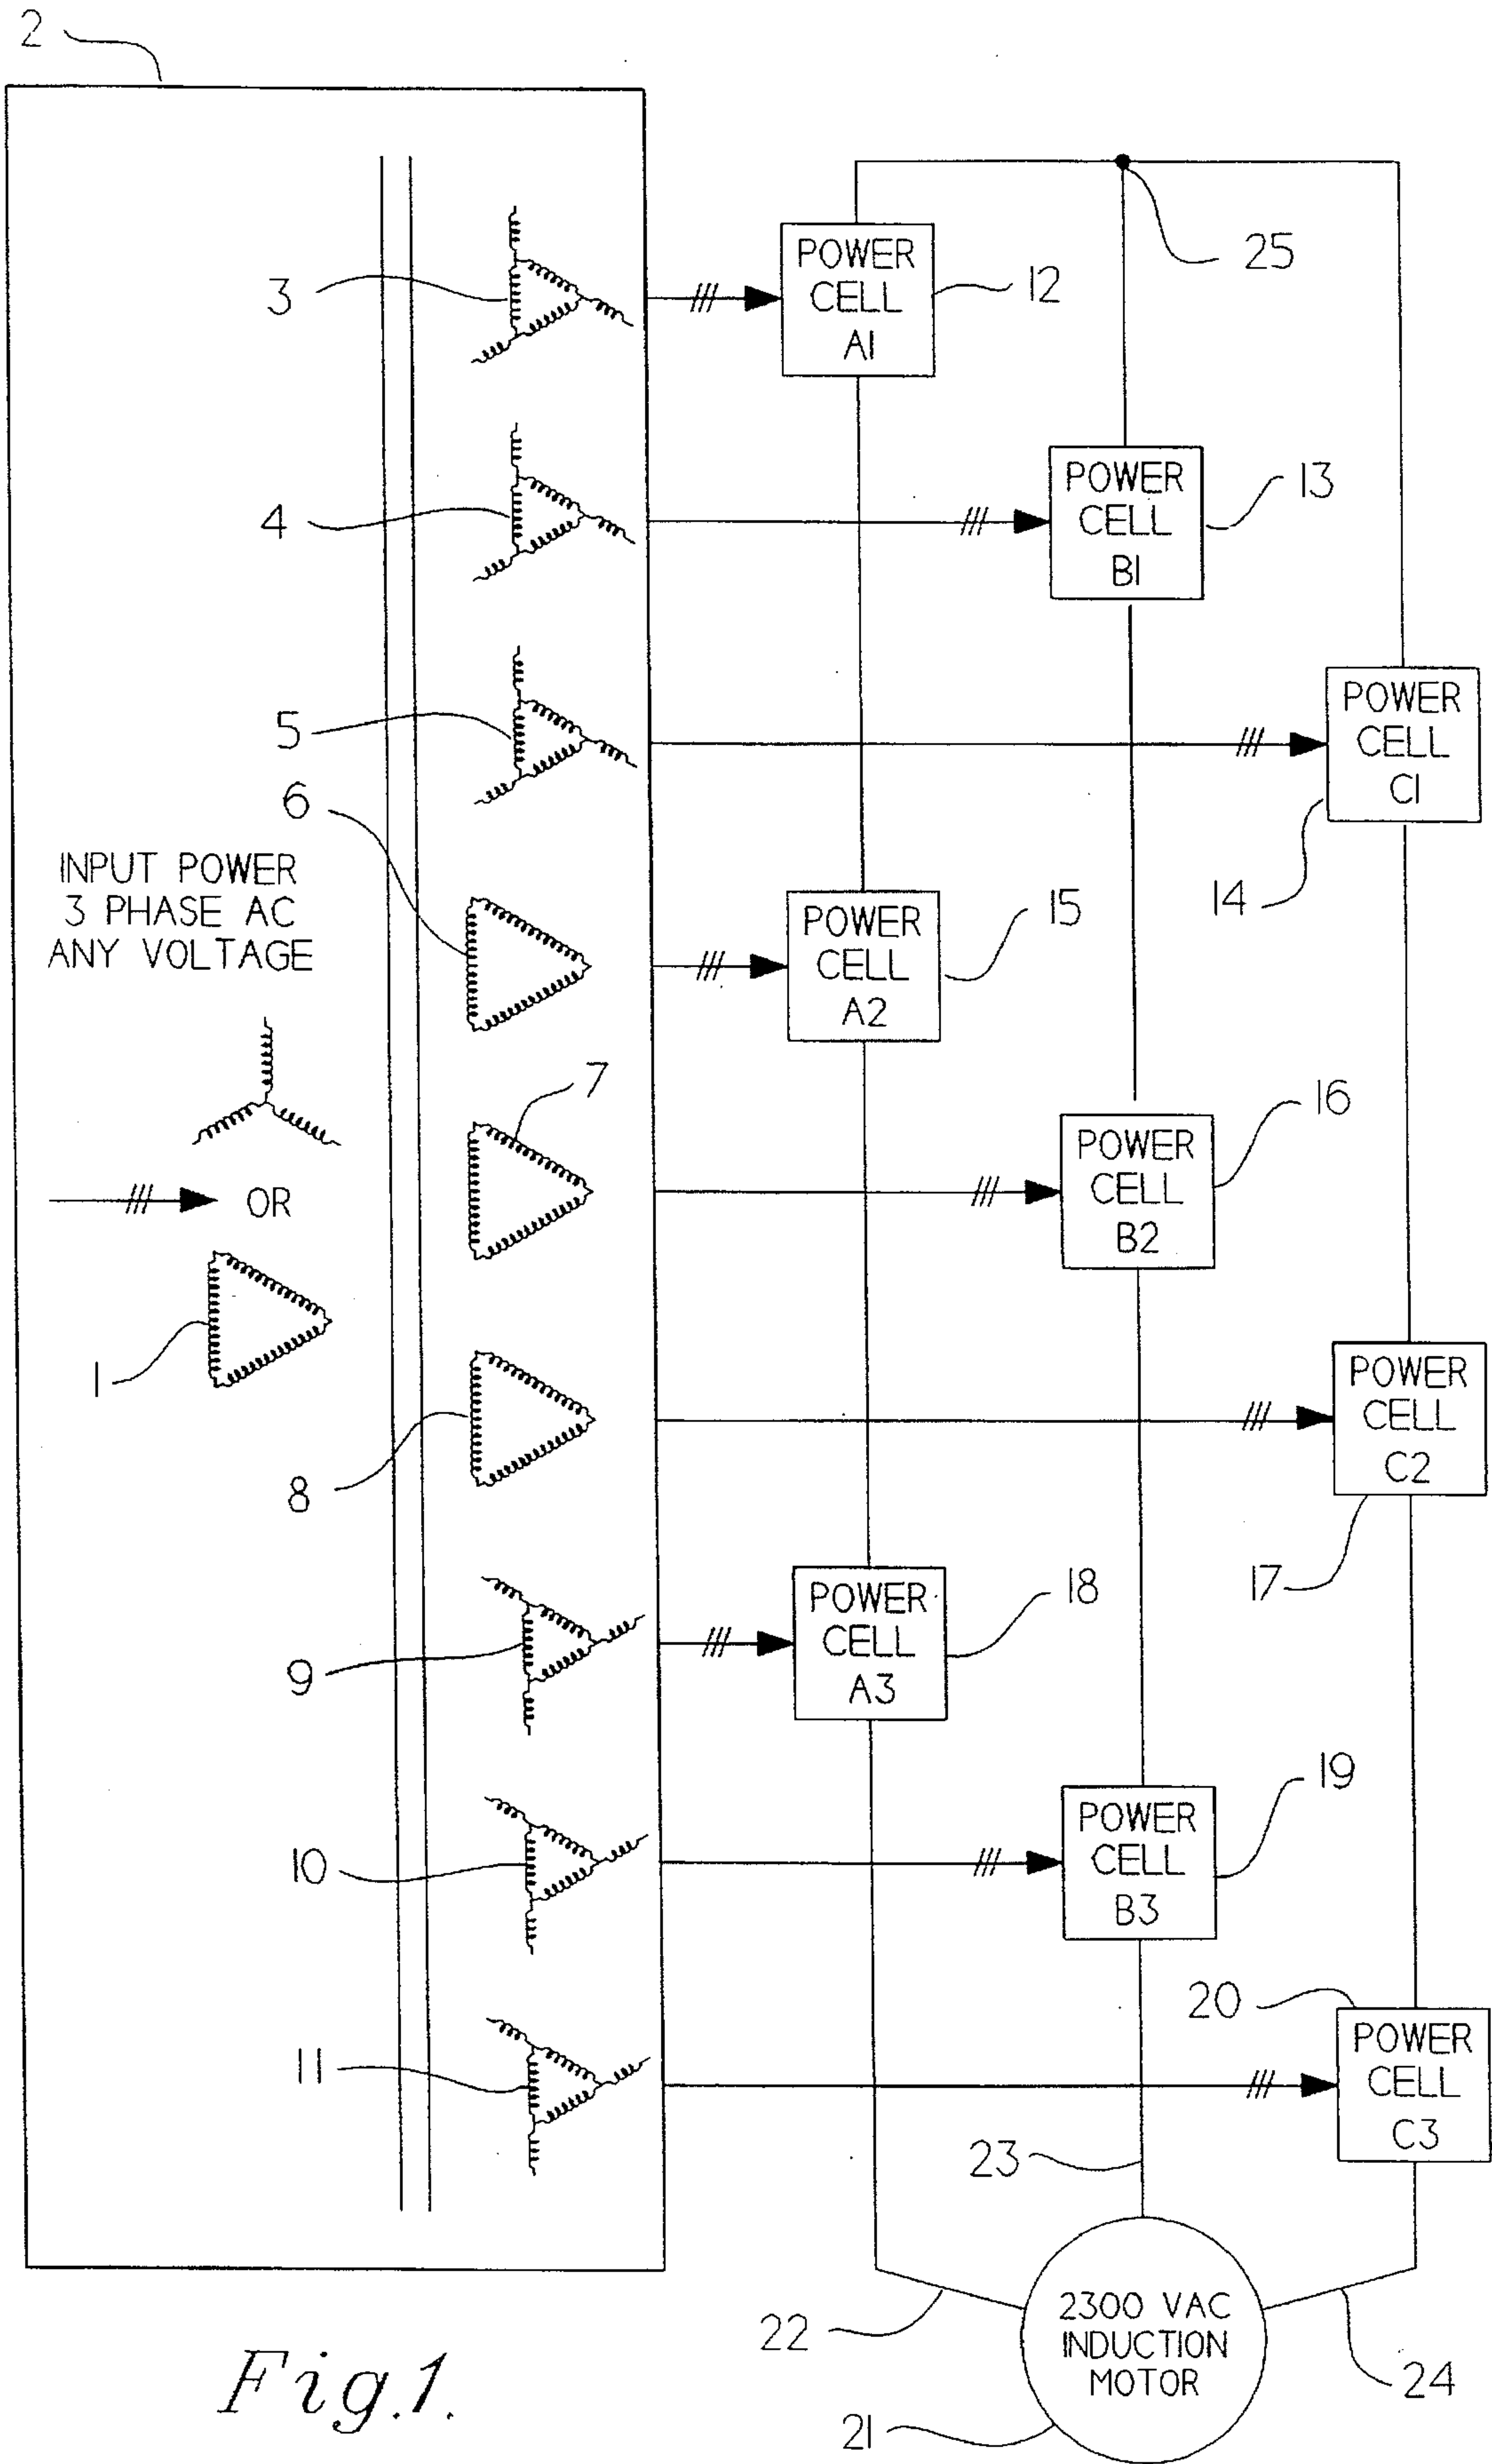 2
25
3
POWER
CELL
A1
12
4
POWER
CELL
B1
13
5
POWER
CELL
C1
14
6
INPUT POWER
3 PHASE AC
ANY VOLTAGE
POWER
CELL
A2
15
7
POWER
CELL
B2
16
OR
1
8
POWER
CELL
C2
17
9
POWER
CELL
A3
18
10
POWER
CELL
B3
19
11
20
POWER
CELL
C3
23
22
2300 VAC
INDUCTION
MOTOR
24
21
Fig.1.